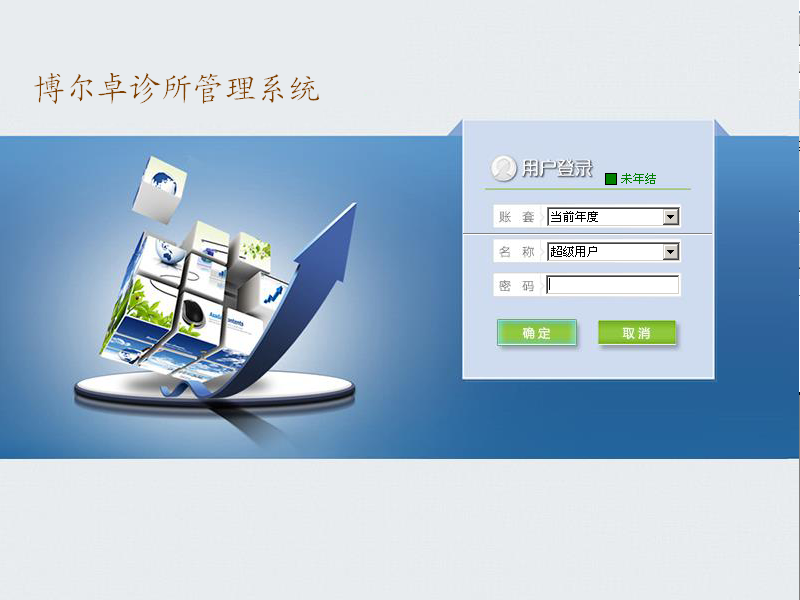 博尔卓诊所管理系统
用户登录
未年结
账 套 当前年度
名 称 超级用户
密 码
确 定 取 消